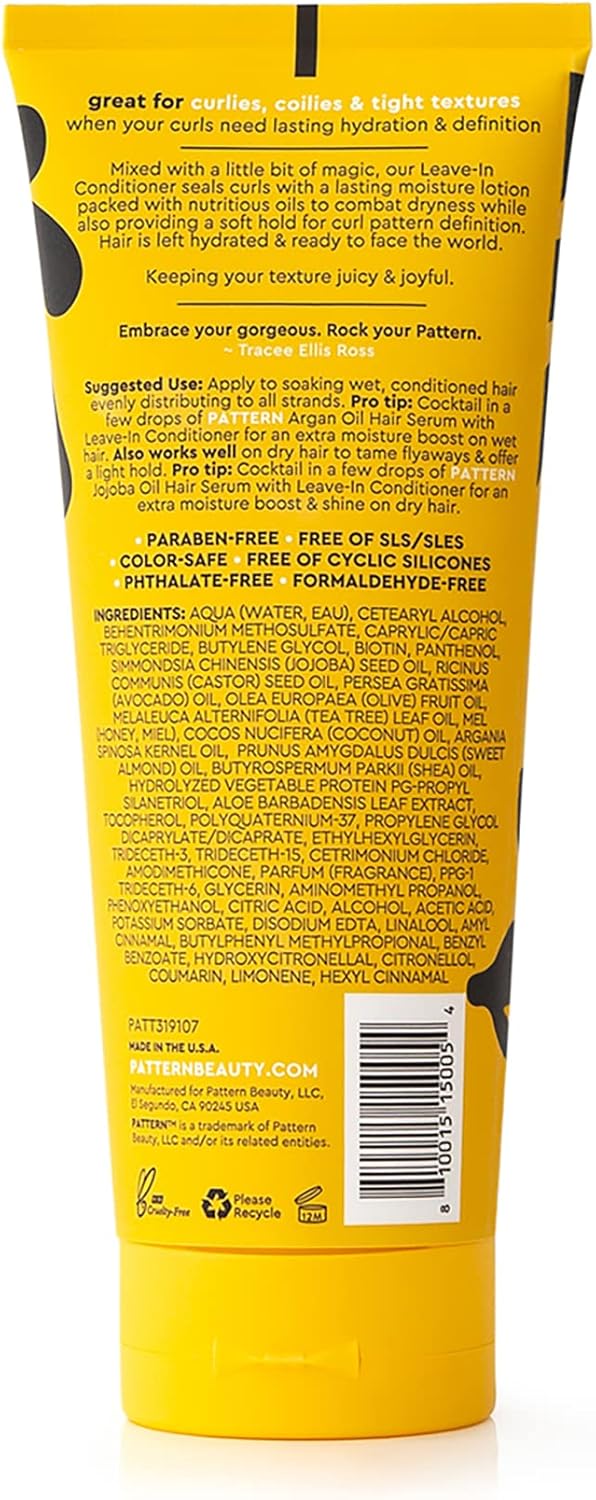 great for curlies, coilies & tight textures
when your curls need lasting hydration & definition
Mixed with a little bit of magic, our Leave-In
Conditioner seals curls with a lasting moisture lotion
packed with nutritious oils to combat dryness while
also providing a soft hold for curl pattern definition.
Hair is left hydrated & ready to face the world.
Keeping your texture juicy & joyful.
Embrace your gorgeous. Rock your Pattern.
~ Tracee Ellis Ross
Suggested Use: Apply to soaking wet, conditioned hair
evenly distributing to all strands. Pro tip: Cocktail in a
few drops of PATTERN Argan Oil Hair Serum with
Leave-In Conditioner for an extra moisture boost on wet
hair. Also works well on dry hair to tame flyaways & offer
a light hold. Pro tip: Cocktail in a few drops of PATTERN
Jojoba Oil Hair Serum with Leave-In Conditioner for an
extra moisture boost & shine on dry hair.
• PARABEN-FREE • FREE OF SLS/SLES
• COLOR-SAFE • FREE OF CYCLIC SILICONES
• PHTHALATE-FREE • FORMALDEHYDE-FREE
INGREDIENTS: AQUA (WATER, EAU), CETEARYL ALCOHOL,
BEHENTRIMONIUM METHOSULFATE, CAPRYLIC/CAPRIC
TRIGLYCERIDE, BUTYLENE GLYCOL, BIOTIN, PANTHENOL,
SIMMONDSIA CHINENSIS (JOJOBA) SEED OIL, RICINUS
COMMUNIS (CASTOR) SEED OIL, PERSEA GRATISSIMA
(AVOCADO) OIL, OLEA EUROPAEA (OLIVE) FRUIT OIL,
MELALEUCA ALTERNIFOLIA (TEA TREE) LEAF OIL, MEL
(HONEY, MIEL), COCOS NUCIFERA (COCONUT) OIL, ARGANIA
SPINOSA KERNEL OIL, PRUNUS AMYGDALUS DULCIS (SWEET
ALMOND) OIL, BUTYROSPERMUM PARKII (SHEA) OIL,
HYDROLYZED VEGETABLE PROTEIN PG-PROPYL
SILANETRIOL, ALOE BARBADENSIS LEAF EXTRACT,
TOCOPHEROL, POLYQUATERNIUM-37, PROPYLENE GLYCOL
DICAPRYLATE/DICAPRATE, ETHYLHEXYLGLYCERIN,
TRIDECETH-3, TRIDECETH-15, CETRIMONIUM CHLORIDE,
AMODIMETHICONE, PARFUM (FRAGRANCE), PPG-1
TRIDECETH-6, GLYCERIN, AMINOMETHYL PROPANOL,
PHENOXYETHANOL, CITRIC ACID, ALCOHOL, ACETIC ACID,
POTASSIUM SORBATE, DISODIUM EDTA, LINALOOL, AMYL
CINNAMAL, BUTYLPHENYL METHYLPROPIONAL, BENZYL
BENZOATE, HYDROXYCITRONELLAL, CITRONELLOL,
COUMARIN, LIMONENE, HEXYL CINNAMAL
PATT319107
MADE IN THE U.S.A.
PATTERNBEAUTY.COM
Manufactured for Pattern Beauty, LLC,
El Segundo, CA 90245 USA
PATTERN™ is a trademark of Pattern
Beauty, LLC and/or its related entities.
Cruelty-Free
Please
Recycle
12M
8 10015 15005 4